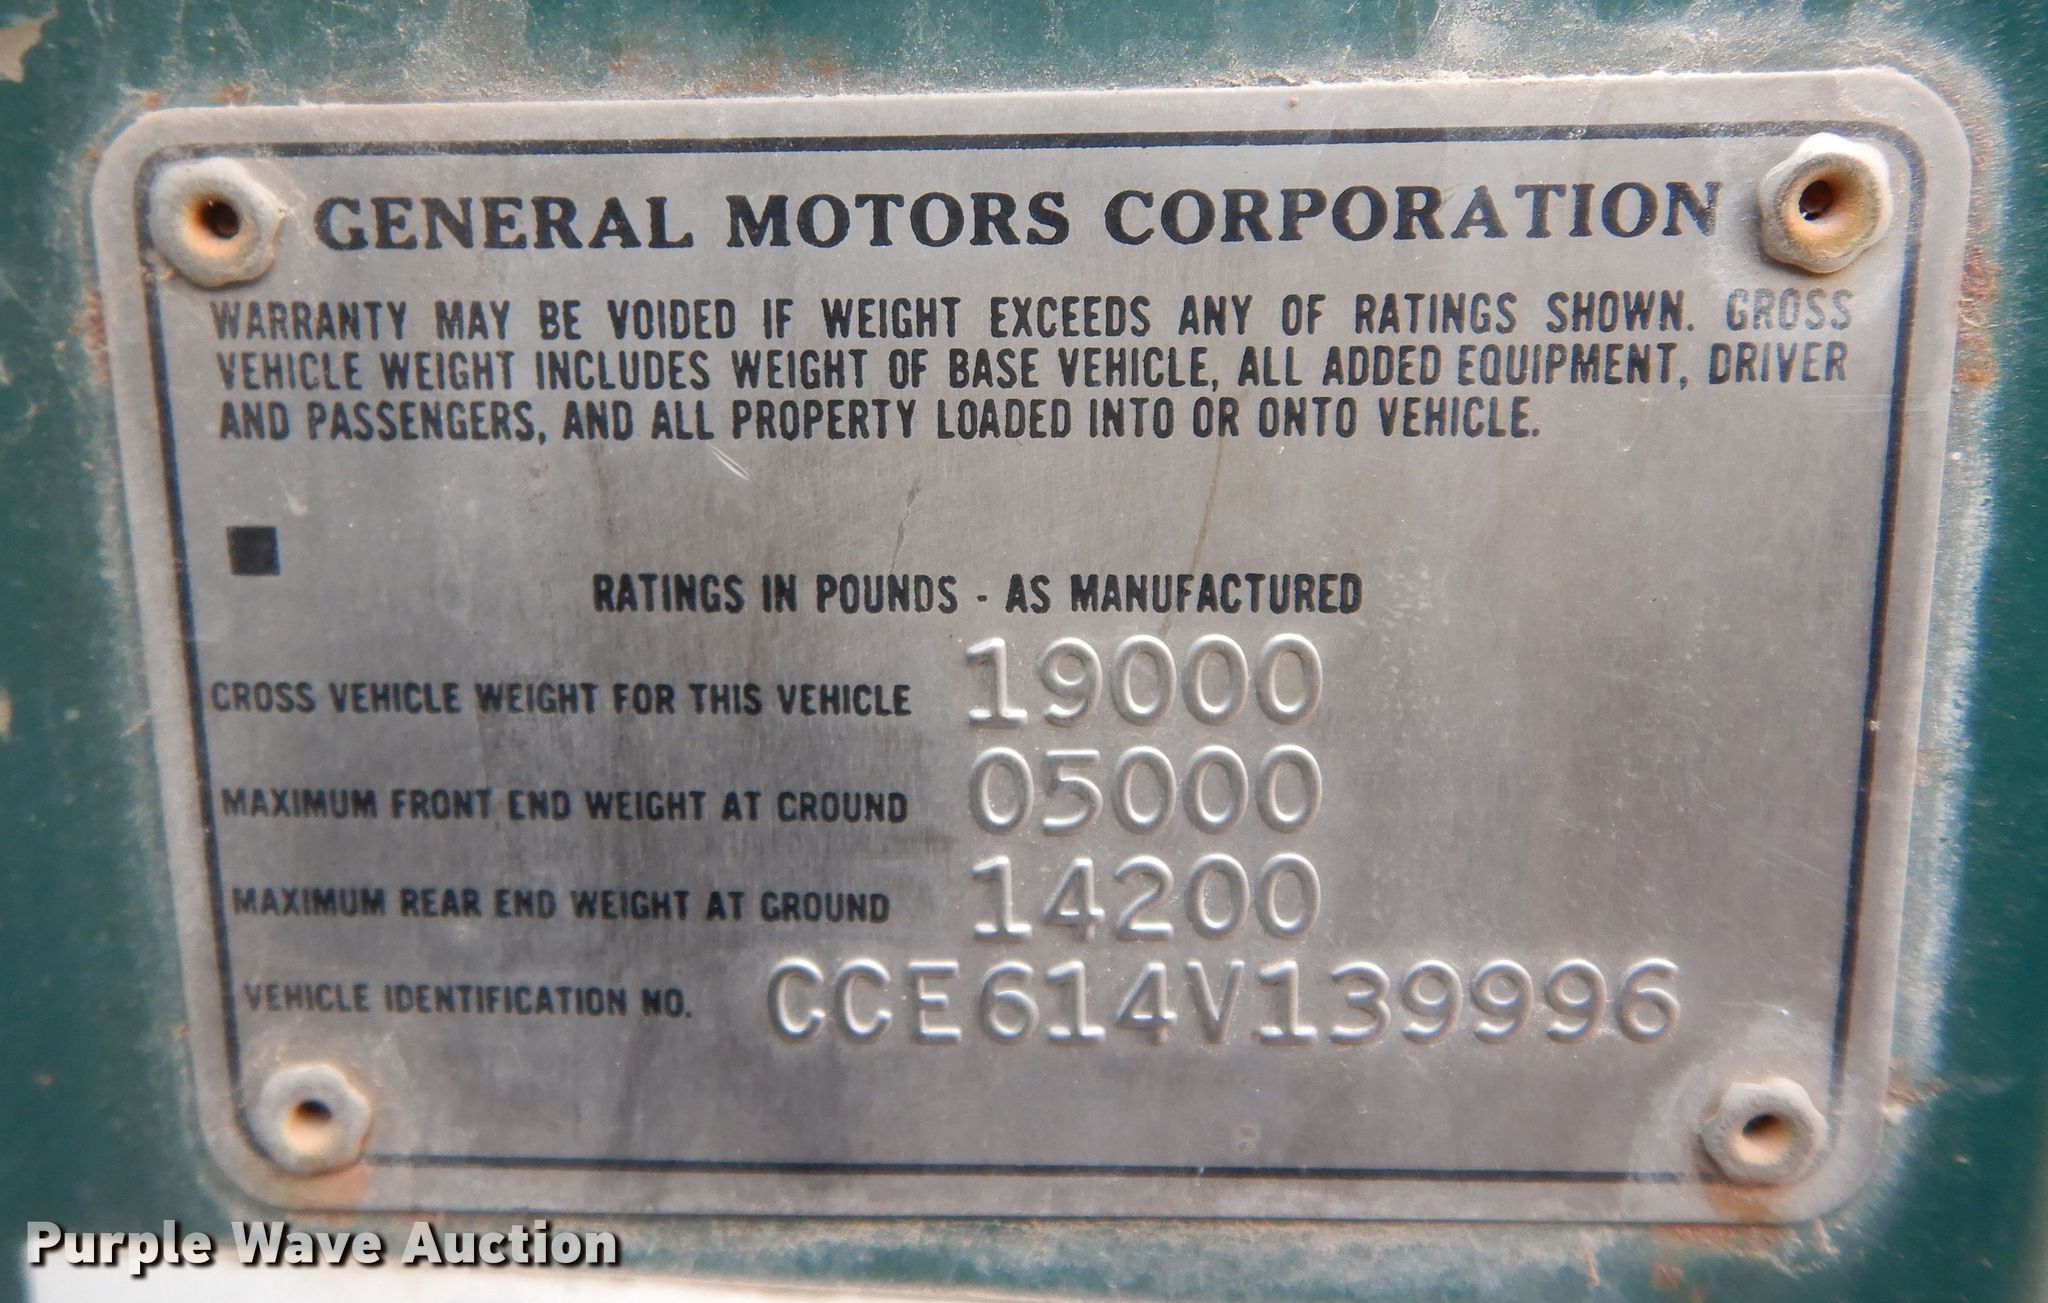 GENERAL MOTORS CORPORATION
WARRANTY MAY BE VOIDED IF WEIGHT EXCEEDS ANY OF RATINGS SHOWN. GROSS
VEHICLE WEIGHT INCLUDES WEIGHT OF BASE VEHICLE, ALL ADDED EQUIPMENT, DRIVER
AND PASSENGERS, AND ALL PROPERTY LOADED INTO OR ONTO VEHICLE.
RATINGS IN POUNDS - AS MANUFACTURED
GROSS VEHICLE WEIGHT FOR THIS VEHICLE 19000
MAXIMUM FRONT END WEIGHT AT GROUND 05000
MAXIMUM REAR END WEIGHT AT GROUND 14200
VEHICLE IDENTIFICATION NO. CCE614V139996
Purple Wave Auction